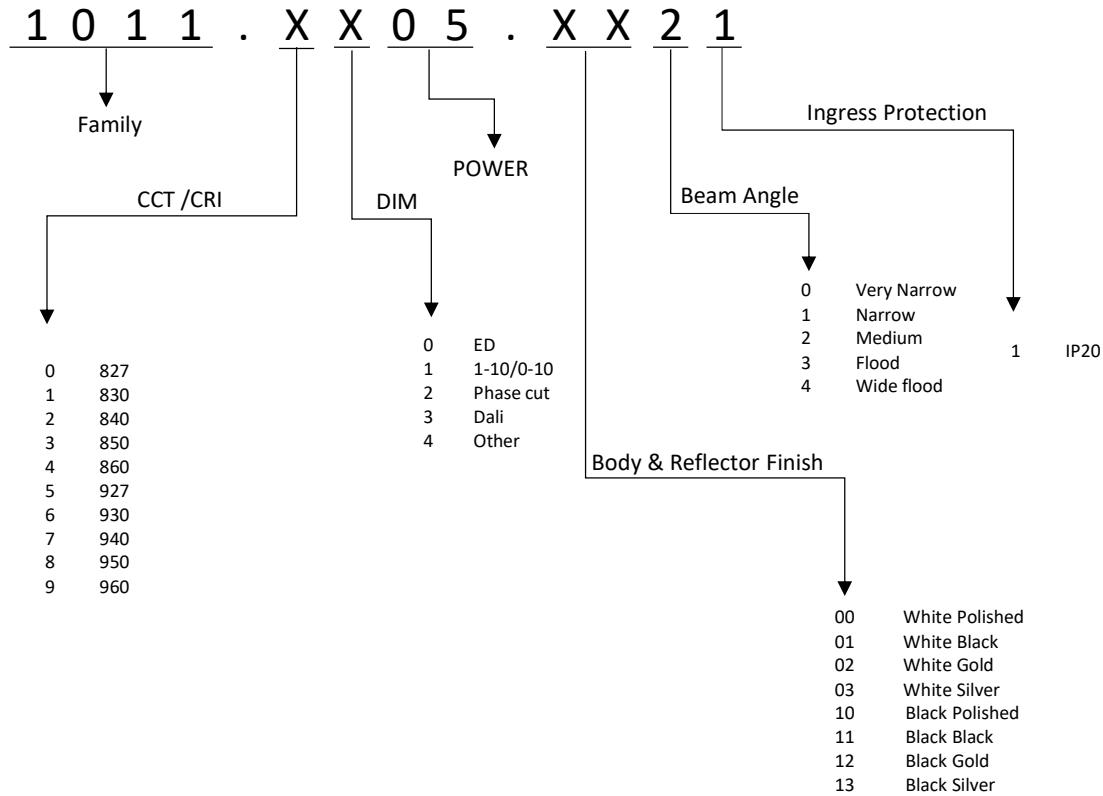 1 0 1 1 . X X 0 5 . X X 2 1
Family
POWER
Ingress Protection
CCT /CRI
DIM
Beam Angle
0 827
1 830
2 840
3 850
4 860
5 927
6 930
7 940
8 950
9 960
0 ED
1 1-10/0-10
2 Phase cut
3 Dali
4 Other
0 Very Narrow
1 Narrow
2 Medium
3 Flood
4 Wide flood
1 IP20
Body & Reflector Finish
00 White Polished
01 White Black
02 White Gold
03 White Silver
10 Black Polished
11 Black Black
12 Black Gold
13 Black Silver